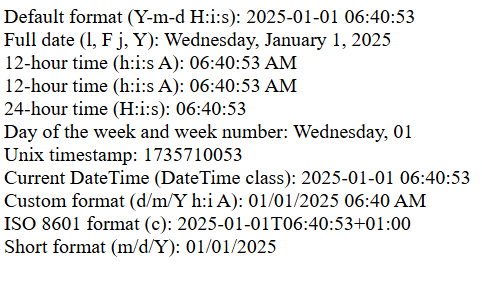 Default format (Y-m-d H:i:s): 2025-01-01 06:40:53
Full date (l, F j, Y): Wednesday, January 1, 2025
12-hour time (h:i:s A): 06:40:53 AM
12-hour time (h:i:s A): 06:40:53 AM
24-hour time (H:i:s): 06:40:53
Day of the week and week number: Wednesday, 01
Unix timestamp: 1735710053
Current DateTime (DateTime class): 2025-01-01 06:40:53
Custom format (d/m/Y h:i A): 01/01/2025 06:40 AM
ISO 8601 format (c): 2025-01-01T06:40:53+01:00
Short format (m/d/Y): 01/01/2025